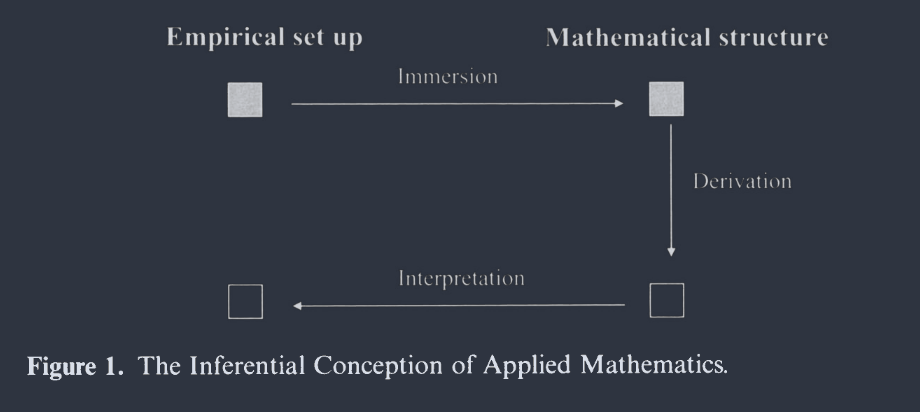 Empirical set up
Mathematical structure
Immersion
Derivation
Interpretation
Figure 1. The Inferential Conception of Applied Mathematics.